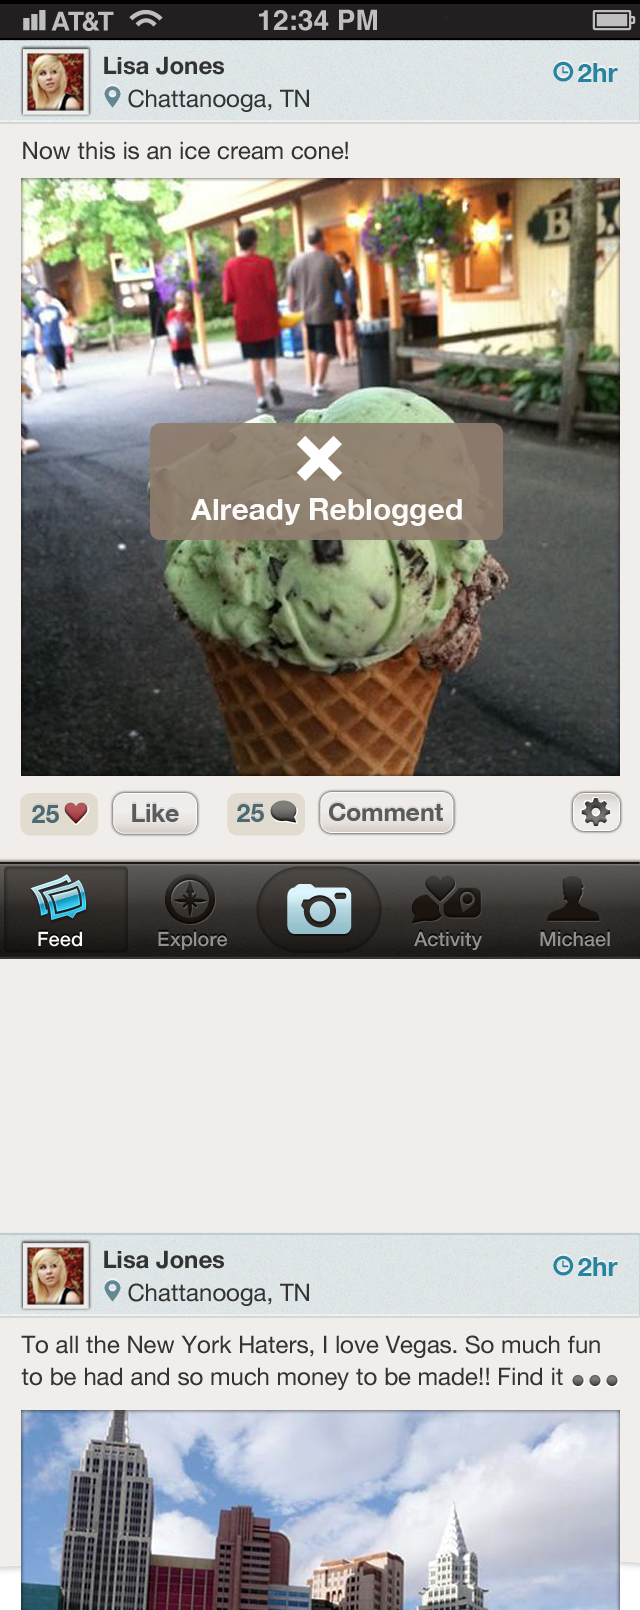 AT&T 12:34 PM
Lisa Jones
Chattanooga, TN
2hr
Now this is an ice cream cone!
Already Reblogged
25 Like 25 Comment
Feed Explore Activity Michael
Lisa Jones
Chattanooga, TN
2hr
To all the New York Haters, I love Vegas. So much fun
to be had and so much money to be made!! Find it